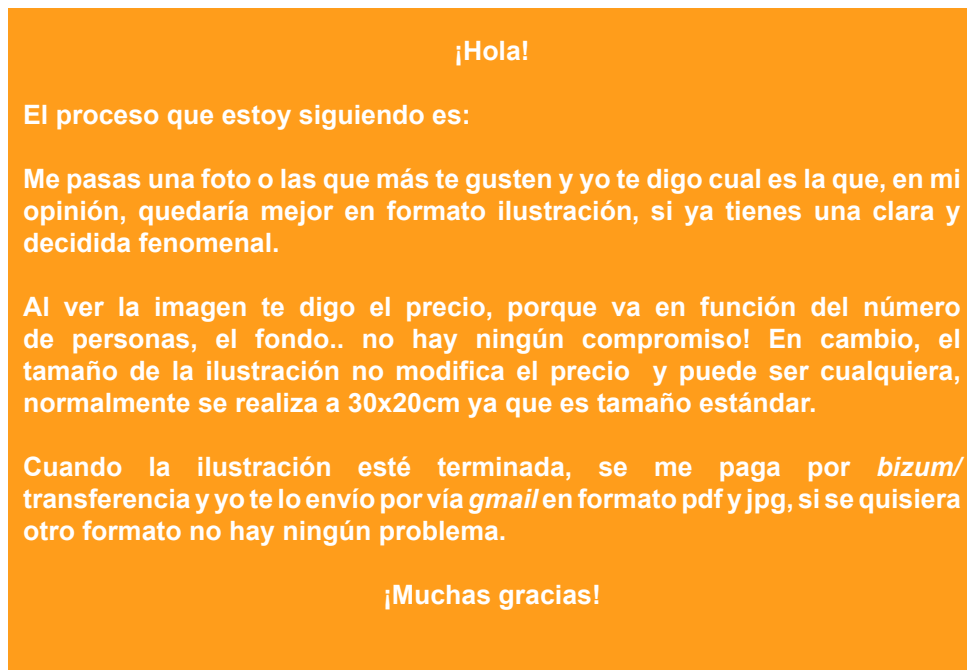 ¡Hola!
El proceso que estoy siguiendo es:
Me pasas una foto o las que más te gusten y yo te digo cual es la que, en mi
opinión, quedaría mejor en formato ilustración, si ya tienes una clara y
decidida fenomenal.
Al ver la imagen te digo el precio, porque va en función del número
de personas, el fondo.. no hay ningún compromiso! En cambio, el
tamaño de la ilustración no modifica el precio  y puede ser cualquiera,
normalmente se realiza a 30x20cm ya que es tamaño estándar.
Cuando la ilustración esté terminada, se me paga por bizum/
transferencia y yo te lo envío por vía gmail en formato pdf y jpg, si se quisiera
otro formato no hay ningún problema.
¡Muchas gracias!